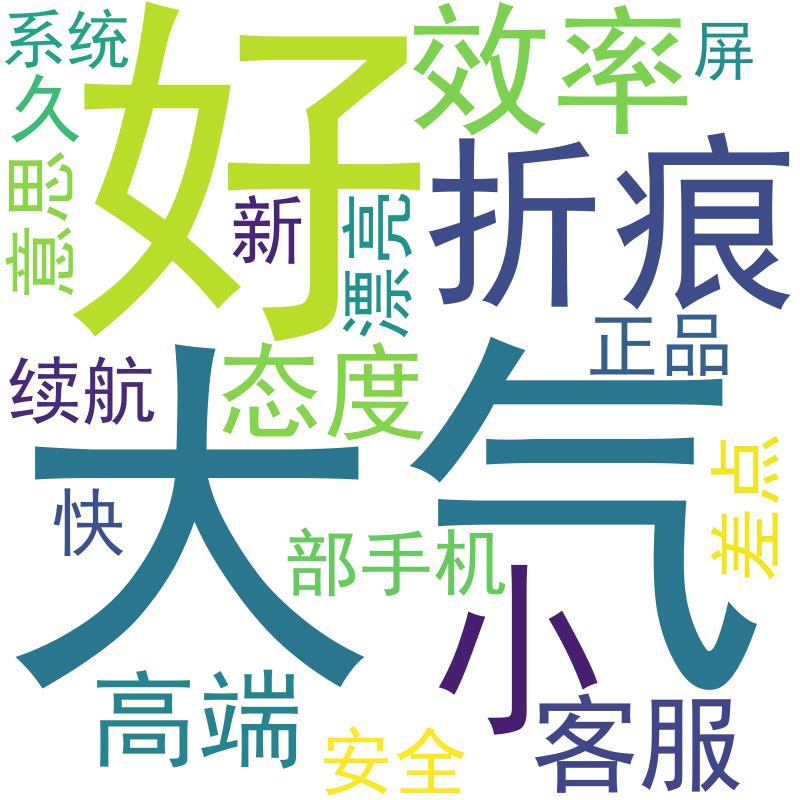 系统
好
效率
屏
久
意思
新
漂亮
折痕
正品
续航
态度
大气
差点
快
部手机
小
高端
客服
安全